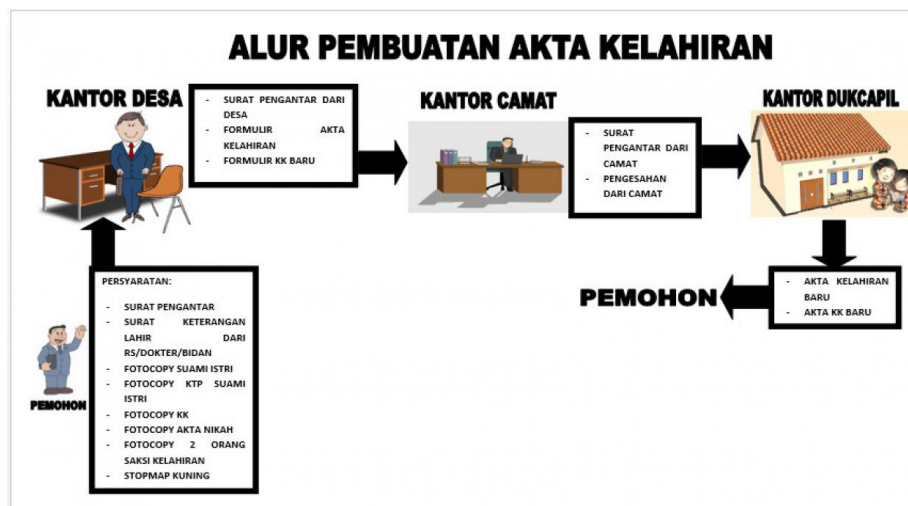 ALUR PEMBUATAN AKTA KELAHIRAN
KANTOR DESA
- SURAT PENGANTAR DARI
DESA
- FORMULIR AKTA
KELAHIRAN
- FORMULIR KK BARU
KANTOR CAMAT
- SURAT
PENGANTAR DARI
CAMAT
- PENGESAHAN
DARI CAMAT
KANTOR DUKCAPIL
PERSYARATAN:
- SURAT PENGANTAR
- SURAT KETERANGAN
LAHIR DARI
RS/DOKTER/BIDAN
- FOTOCOPY SUAMI ISTRI
- FOTOCOPY KTP SUAMI
ISTRI
- FOTOCOPY KK
- FOTOCOPY AKTA NIKAH
- FOTOCOPY 2 ORANG
SAKSI KELAHIRAN
- STOPMAP KUNING
PEMOHON
- AKTA KELAHIRAN
BARU
- AKTA KK BARU
PEMOHON